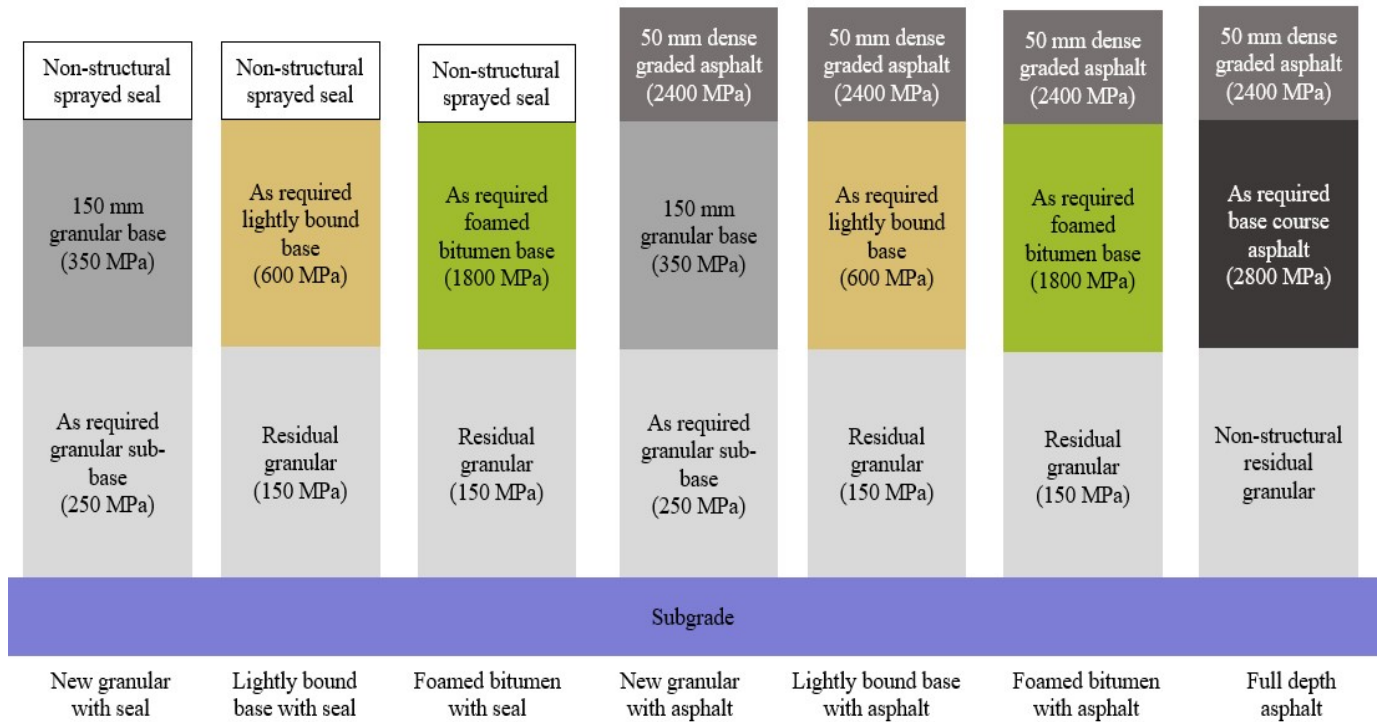 Non-structural
sprayed seal
150 mm
granular base
(350 MPa)
As required
granular sub-
base
(250 MPa)
New granular
with seal
Non-structural
sprayed seal
As required
lightly bound
base
(600 MPa)
Residual
granular
(150 MPa)
Lightly bound
base with seal
Non-structural
sprayed seal
As required
foamed
bitumen base
(1800 MPa)
Residual
granular
(150 MPa)
Foamed bitumen
with seal
50 mm dense
graded asphalt
(2400 MPa)
150 mm
granular base
(350 MPa)
As required
granular sub-
base
(250 MPa)
New granular
with asphalt
50 mm dense
graded asphalt
(2400 MPa)
As required
lightly bound
base
(600 MPa)
Residual
granular
(150 MPa)
Lightly bound base
with asphalt
50 mm dense
graded asphalt
(2400 MPa)
As required
foamed
bitumen base
(1800 MPa)
Residual
granular
(150 MPa)
Foamed bitumen
with asphalt
50 mm dense
graded asphalt
(2400 MPa)
As required
base course
asphalt
(2800 MPa)
Non-structural
residual
granular
Full depth
asphalt
Subgrade